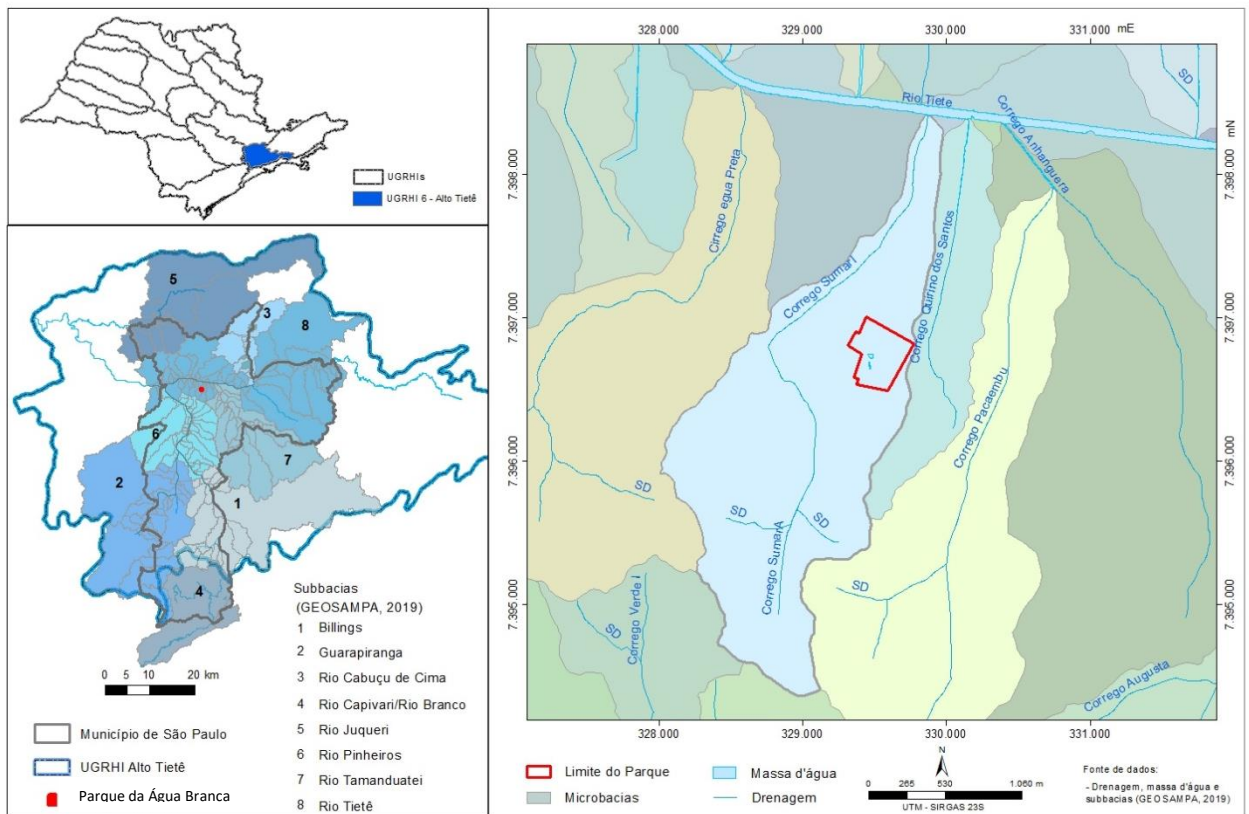 UGRHIs
UGRHI 6 - Alto Tietê
5
3
8
6
2
7
1
4
Subbacias
(GEOSAMPA, 2019)
1 Billings
2 Guarapiranga
3 Rio Cabuçu de Cima
4 Rio Capivari/Rio Branco
5 Rio Juqueri
6 Rio Pinheiros
7 Rio Tamanduatei
8 Rio Tietê
0 5 10 20 km
Município de São Paulo
UGRHI Alto Tietê
Parque da Água Branca
328.000 329.000 330.000 mE 331.000
mN
7.398.000
7.397.000
7.396.000
7.395.000
7.398.000
7.397.000
7.396.000
7.395.000
SD
Rio Tiete
Corrego Anhanguera
Cirrego egua Preta
Corrego Sumar I
Corrego Quirino dos Santos
Corrego Pacaembu
SD
SD
SD
Corrego SumarA
SD
SD
Corrego Verde I
Corrego Augusta
328.000 329.000 330.000 331.000
Limite do Parque
Massa d'água
Microbacias
Drenagem
N
0 265 530 1.060 m
UTM - SIRGAS 23S
Fonte de dados:
- Drenagem, massa d'água e
subbacias (GEOSAMPA, 2019)